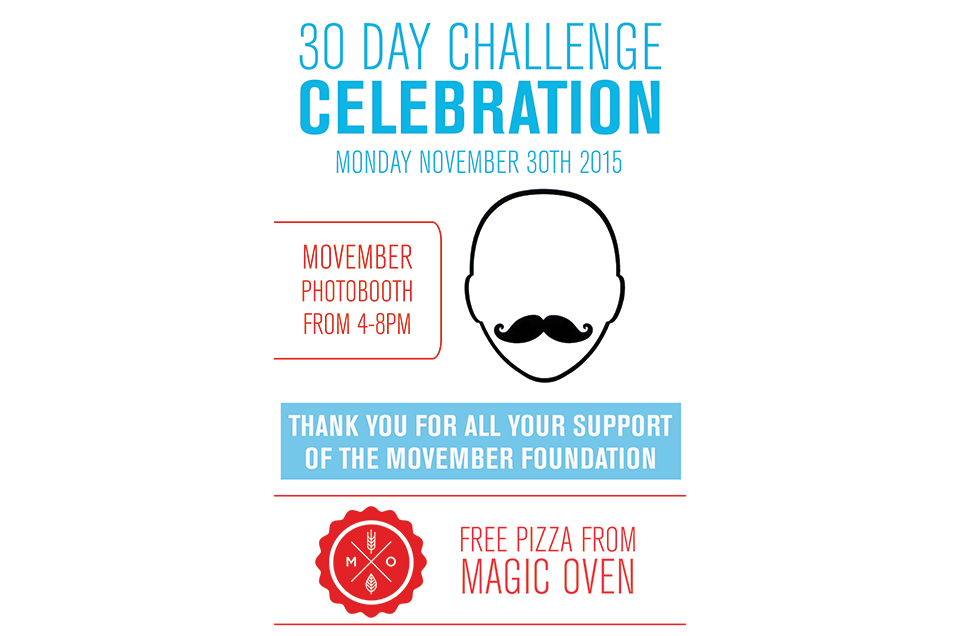 30 DAY CHALLENGE
CELEBRATION
MONDAY NOVEMBER 30TH 2015
MOVEMBER
PHOTOBOOTH
FROM 4-8PM
THANK YOU FOR ALL YOUR SUPPORT
OF THE MOVEMBER FOUNDATION
M O
FREE PIZZA FROM
MAGIC OVEN